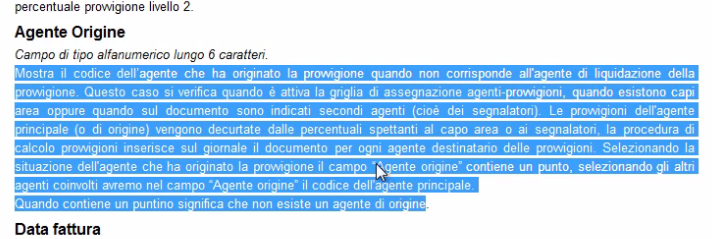 percentuale provvigione livello 2.
Agente Origine
Campo di tipo alfanumerico lungo 6 caratteri.
Mostra il codice dell'agente che ha originato la provvigione quando non corrisponde all'agente di liquidazione della
provvigione. Questo caso si verifica quando è attiva la griglia di assegnazione agenti-provvigioni, quando esistono capi
area oppure quando sul documento sono indicati secondi agenti (cioè dei segnalatori). Le provvigioni dell'agente
principale (o di origine) vengono decurtate dalle percentuali spettanti al capo area o ai segnalatori, la procedura di
calcolo provvigioni inserisce sul giornale il documento per ogni agente destinatario delle provvigioni. Selezionando la
situazione dell'agente che ha originato la provvigione il campo "Agente origine" contiene un punto, selezionando gli altri
agenti coinvolti avremo nel campo "Agente origine" il codice dell'agente principale.
Quando contiene un puntino significa che non esiste un agente di origine.
Data fattura